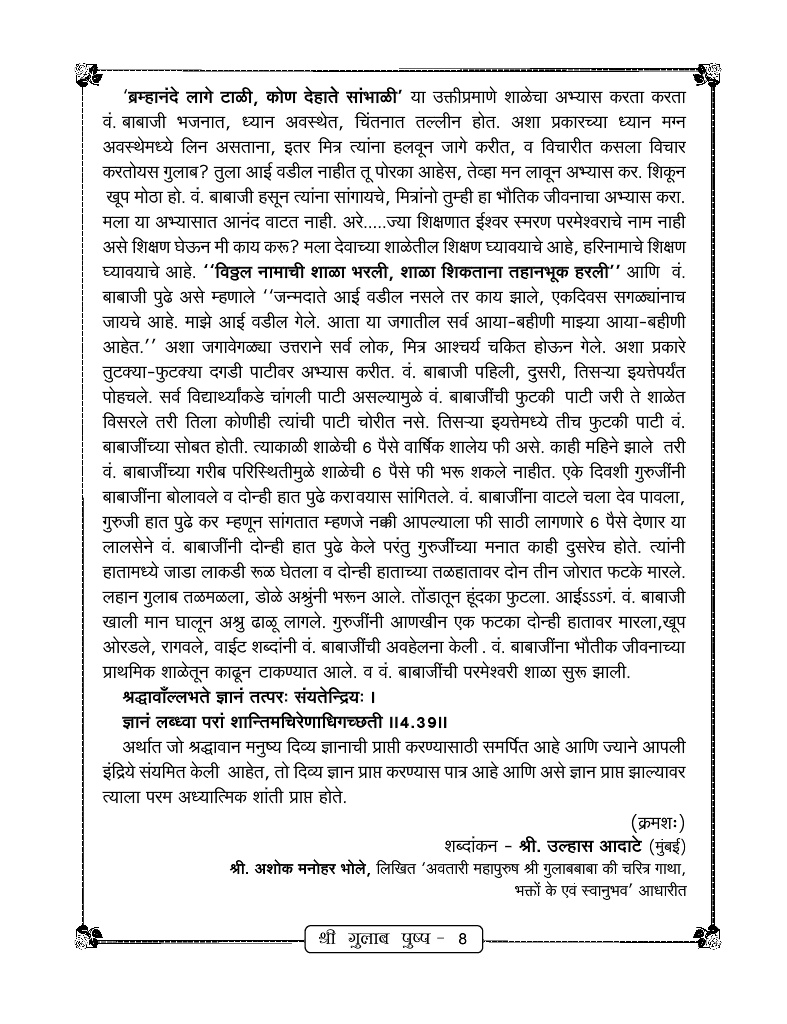 ‘ब्रम्हानंदे लागे टाळी, कोण देहाते सांभाळी’ या उक्तीप्रमाणे शाळेचा अभ्यास करता करता
वं. बाबाजी भजनात, ध्यान अवस्थेत, चिंतनात तल्लीन होत. अशा प्रकारच्या ध्यान मग्न
अवस्थेमध्ये लिन असताना, इतर मित्र त्यांना हलवून जागे करीत, व विचारीत कसला विचार
करतोयस गुलाब? तुला आई वडील नाहीत तू पोरका आहेस, तेव्हा मन लावून अभ्यास कर. शिकून
खूप मोठा हो. वं. बाबाजी हसून त्यांना सांगायचे, मित्रांनो तुम्ही हा भौतिक जीवनाचा अभ्यास करा.
मला या अभ्यासात आनंद वाटत नाही. अरे.....ज्या शिक्षणात ईश्वर स्मरण परमेश्वराचे नाम नाही
असे शिक्षण घेऊन मी काय करू? मला देवाच्या शाळेतील शिक्षण घ्यावयाचे आहे, हरिनामाचे शिक्षण
घ्यावयाचे आहे. ‘‘विठ्ठल नामाची शाळा भरली, शाळा शिकताना तहानभूक हरली’’ आणि वं.
बाबाजी पुढे असे म्हणाले ‘‘जन्मदाते आई वडील नसले तर काय झाले, एकदिवस सगळ्यांनाच
जायचे आहे. माझे आई वडील गेले. आता या जगातील सर्व आया-बहीणी माझ्या आया-बहीणी
आहेत.’’ अशा जगावेगळ्या उत्तराने सर्व लोक, मित्र आश्चर्य चकित होऊन गेले. अशा प्रकारे
तुटक्या-फुटक्या दगडी पाटीवर अभ्यास करीत. वं. बाबाजी पहिली, दुसरी, तिसऱ्या इयत्तेपर्यंत
पोहचले. सर्व विद्यार्थ्यांकडे चांगली पाटी असल्यामुळे वं. बाबाजींची फुटकी पाटी जरी ते शाळेत
विसरले तरी तिला कोणीही त्यांची पाटी चोरीत नसे. तिसऱ्या इयत्तेमध्ये तीच फुटकी पाटी वं.
बाबाजींच्या सोबत होती. त्याकाळी शाळेची 6 पैसे वार्षिक शालेय फी असे. काही महिने झाले तरी
वं. बाबाजींच्या गरीब परिस्थितीमुळे शाळेची 6 पैसे फी भरू शकले नाहीत. एके दिवशी गुरुजींनी
बाबाजींना बोलावले व दोन्ही हात पुढे करावयास सांगितले. वं. बाबाजींना वाटले चला देव पावला,
गुरुजी हात पुढे कर म्हणून सांगतात म्हणजे नक्की आपल्याला फी साठी लागणारे 6 पैसे देणार या
लालसेने वं. बाबाजींनी दोन्ही हात पुढे केले परंतु गुरुजींच्या मनात काही दुसरेच होते. त्यांनी
हातामध्ये जाडा लाकडी रूळ घेतला व दोन्ही हाताच्या तळहातावर दोन तीन जोरात फटके मारले.
लहान गुलाब तळमळला, डोळे अश्रुंनी भरून आले. तोंडातून हूंदका फुटला. आईऽऽऽगं. वं. बाबाजी
खाली मान घालून अश्रु ढाळू लागले. गुरुजींनी आणखीन एक फटका दोन्ही हातावर मारला,खूप
ओरडले, रागवले, वाईट शब्दांनी वं. बाबाजींची अवहेलना केली . वं. बाबाजींना भौतीक जीवनाच्या
प्राथमिक शाळेतून काढून टाकण्यात आले. व वं. बाबाजींची परमेश्वरी शाळा सुरू झाली.
श्रद्धावाँल्लभते ज्ञानं तत्परः संयतेन्द्रियः ।
ज्ञानं लब्ध्वा परां शान्तिमचिरेणाधिगच्छती ॥4.39॥
अर्थात जो श्रद्धावान मनुष्य दिव्य ज्ञानाची प्राप्ती करण्यासाठी समर्पित आहे आणि ज्याने आपली
इंद्रिये संयमित केली आहेत, तो दिव्य ज्ञान प्राप्त करण्यास पात्र आहे आणि असे ज्ञान प्राप्त झाल्यावर
त्याला परम अध्यात्मिक शांती प्राप्त होते.
(क्रमशः)
शब्दांकन - श्री. उल्हास आदाटे (मुंबई)
श्री. अशोक मनोहर भोले, लिखित ‘अवतारी महापुरुष श्री गुलाबबाबा की चरित्र गाथा,
भक्तों के एवं स्वानुभव’ आधारीत
श्री गुलाब पुष्प - 8